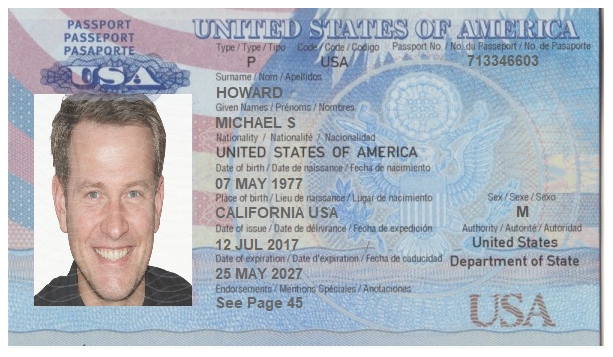 PASSPORT
PASSEPORT
PASAPORTE
USA
UNITED STATES OF AMERICA
Type / Type / Tipo Code / Code / Codigo Passport No. / No. du Passeport / No. de Pasaporte
P USA 713346603
Surname / Nom / Apellidos
HOWARD
Given Names / Prénoms / Nombres
MICHAEL S
Nationality / Nationalité / Nacionalidad
UNITED STATES OF AMERICA
Date of birth / Date de naissance / Fecha de nacimiento
07 MAY 1977
Place of birth / Lieu de naissance / Lugar de nacimiento Sex / Sexe / Sexo
CALIFORNIA USA M
Date of issue / Date de délivrance / Fecha de expedición Authority / Autorité / Autoridad
12 JUL 2017 United States
Date of expiration / Date d'expiration / Fecha de caducidad Department of State
25 MAY 2027
Endorsements / Mentions Spéciales / Anotaciones
See Page 45
USA